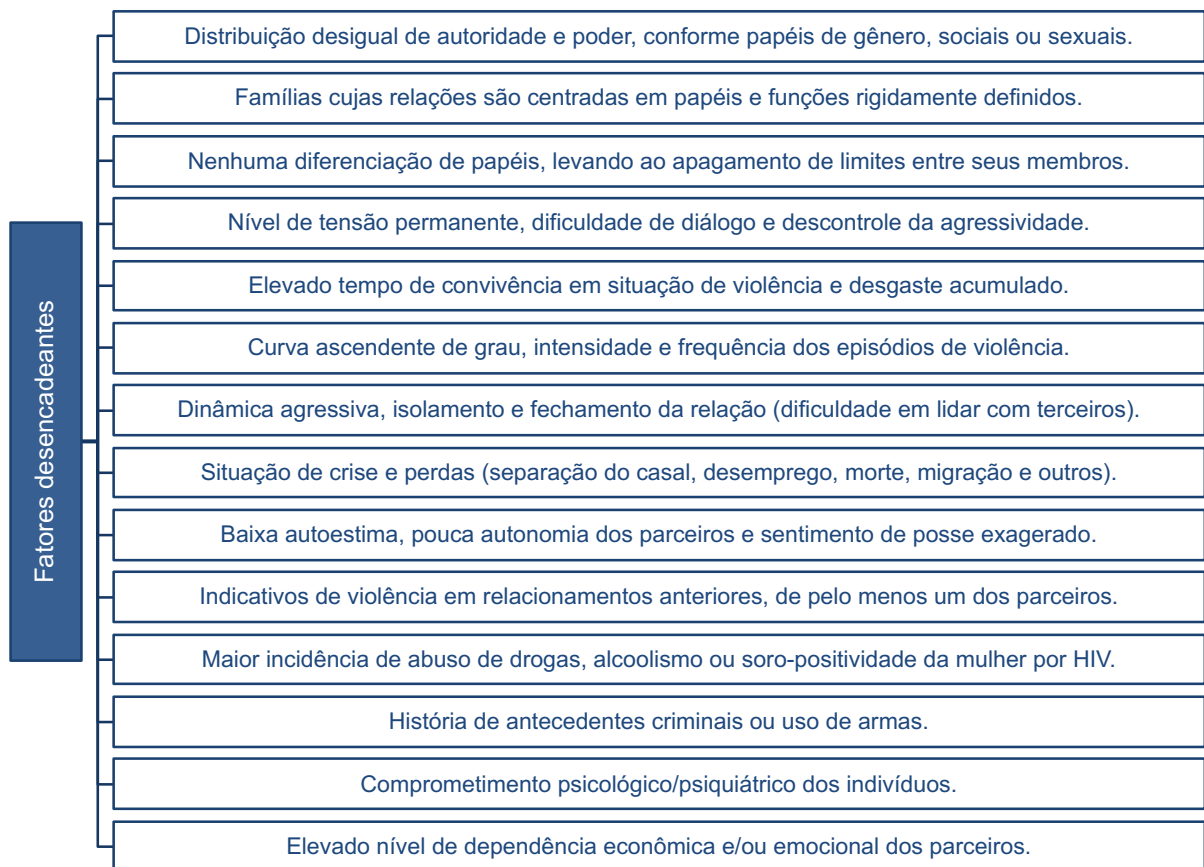 Fatores desencadeantes
Distribuição desigual de autoridade e poder, conforme papéis de gênero, sociais ou sexuais.
Famílias cujas relações são centradas em papéis e funções rigidamente definidos.
Nenhuma diferenciação de papéis, levando ao apagamento de limites entre seus membros.
Nível de tensão permanente, dificuldade de diálogo e descontrole da agressividade.
Elevado tempo de convivência em situação de violência e desgaste acumulado.
Curva ascendente de grau, intensidade e frequência dos episódios de violência.
Dinâmica agressiva, isolamento e fechamento da relação (dificuldade em lidar com terceiros).
Situação de crise e perdas (separação do casal, desemprego, morte, migração e outros).
Baixa autoestima, pouca autonomia dos parceiros e sentimento de posse exagerado.
Indicativos de violência em relacionamentos anteriores, de pelo menos um dos parceiros.
Maior incidência de abuso de drogas, alcoolismo ou soro-positividade da mulher por HIV.
História de antecedentes criminais ou uso de armas.
Comprometimento psicológico/psiquiátrico dos indivíduos.
Elevado nível de dependência econômica e/ou emocional dos parceiros.